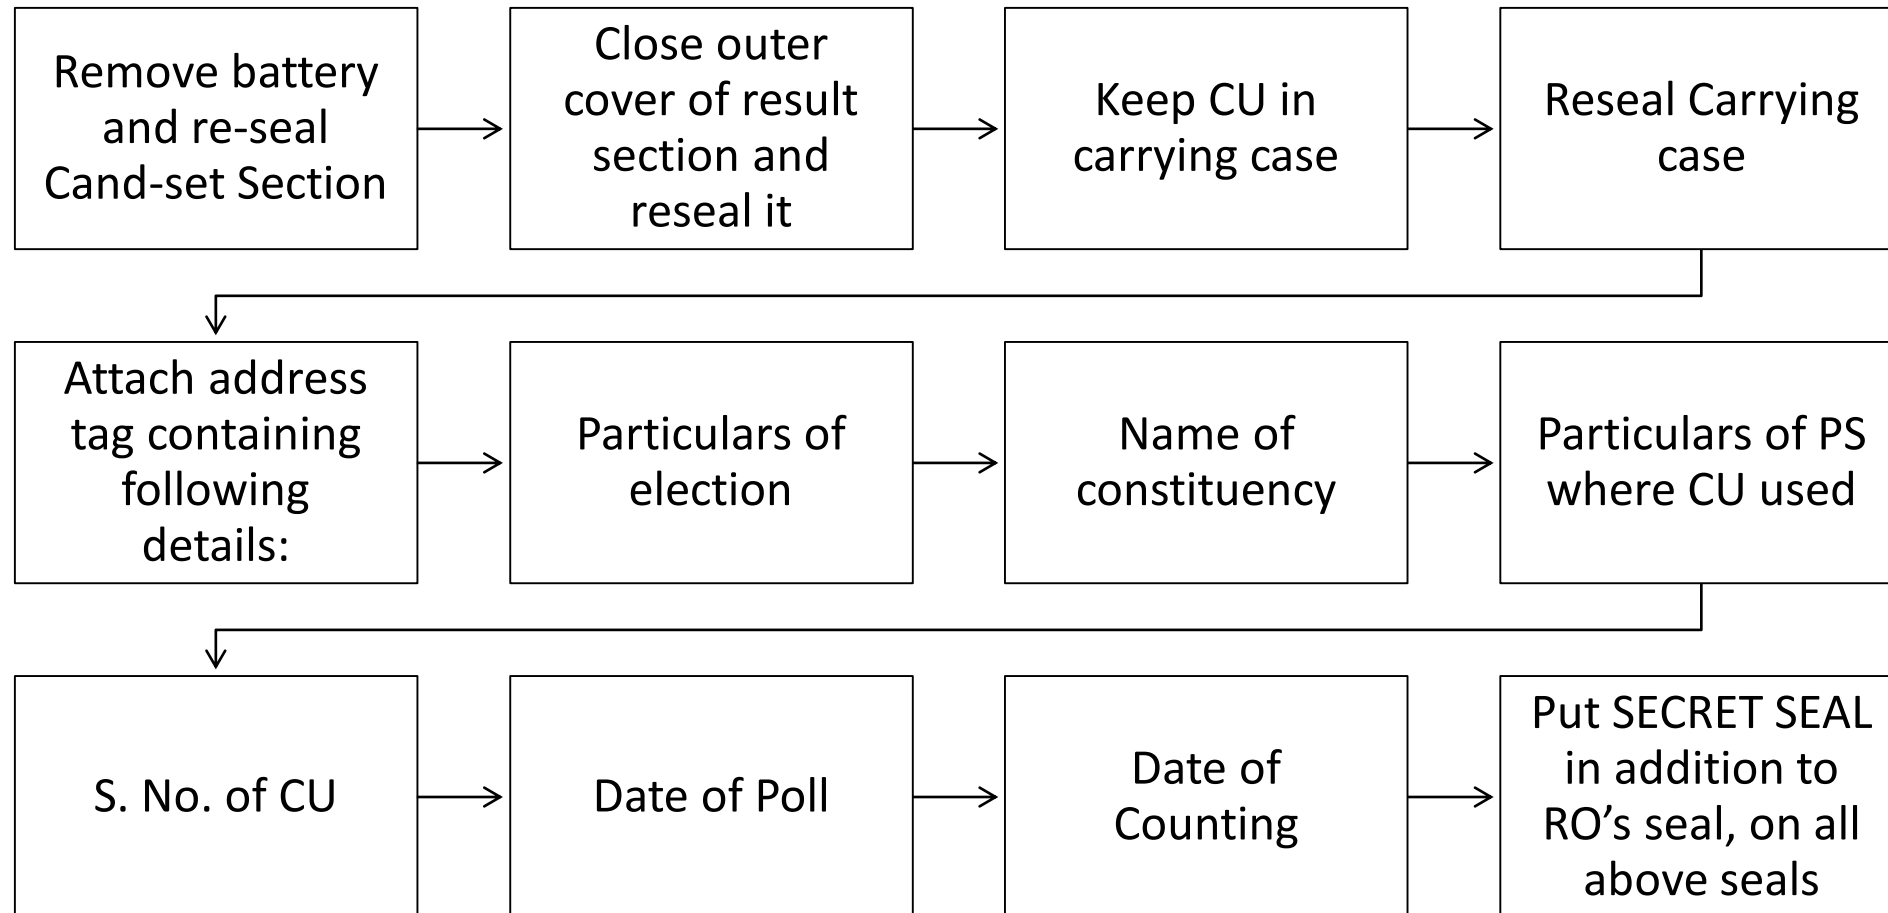 Remove battery
and re-seal
Cand-set Section
Close outer
cover of result
section and
reseal it
Keep CU in
carrying case
Reseal Carrying
case
Attach address
tag containing
following
details:
Particulars of
election
Name of
constituency
Particulars of PS
where CU used
S. No. of CU
Date of Poll
Date of
Counting
Put SECRET SEAL
in addition to
RO’s seal, on all
above seals